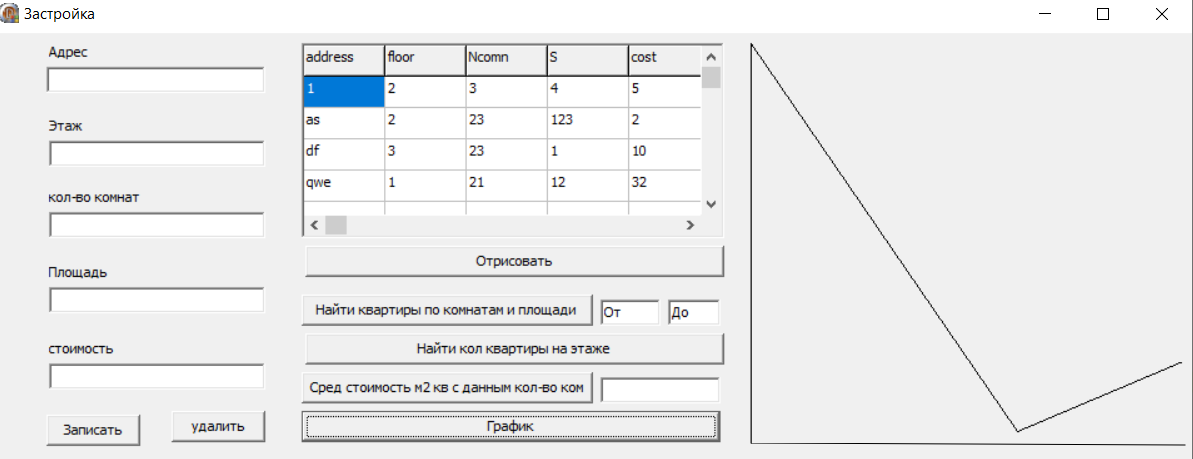 Застройка
Адрес
Этаж
кол-во комнат
Площадь
стоимость
Записать удалить
address floor Ncomn S cost
1 2 3 4 5
as 2 23 123 2
df 3 23 1 10
qwe 1 21 12 32
Отрисовать
Найти квартиры по комнатам и площади От До
Найти кол квартиры на этаже
Сред стоимость м2 кв с данным кол-во ком
График